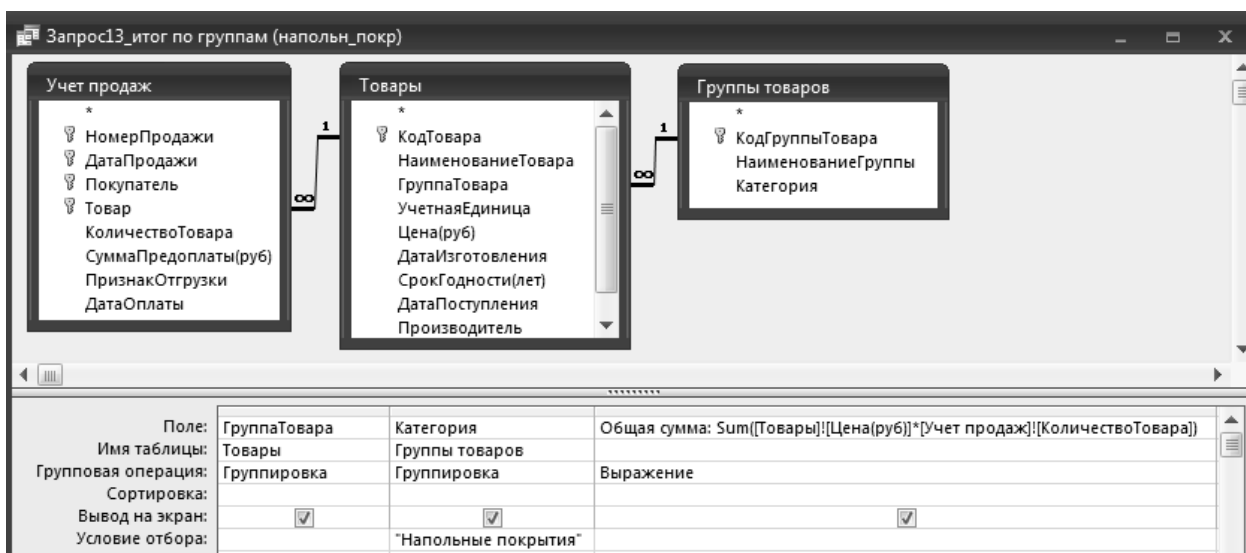 Запрос13_итог по группам (напольн_покр)
Учет продаж
*
НомерПродажи
ДатаПродажи
Покупатель
Товар
КоличествоТовара
СуммаПредоплаты(руб)
ПризнакОтгрузки
ДатаОплаты
1
∞
Товары
*
КодТовара
НаименованиеТовара
ГруппаТовара
УчетнаяЕдиница
Цена(руб)
ДатаИзготовления
СрокГодности(лет)
ДатаПоступления
Производитель
1
∞
Группы товаров
*
КодГруппыТовара
НаименованиеГруппы
Категория
Поле: ГруппаТовара Категория Общая сумма: Sum([Товары]![Цена(руб)]*[Учет продаж]![КоличествоТовара])
Имя таблицы: Товары Группы товаров
Групповая операция: Группировка Группировка Выражение
Сортировка:
Вывод на экран:
Условие отбора: "Напольные покрытия"